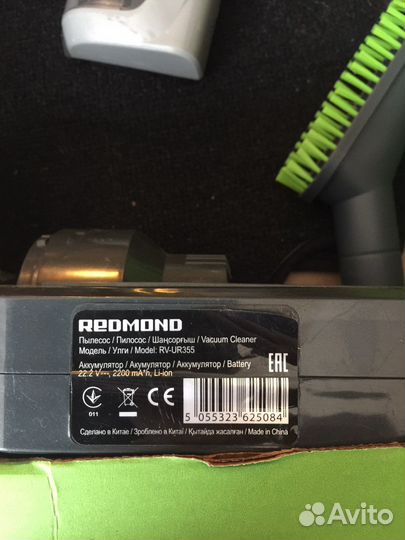 REDMOND
Пылесос / Пилосос / Шаңсорғыш / Vacuum Cleaner
Модель / Үлгi / Model: RV-UR355
Аккумулятор / Акумулятор / Аккумулятор / Battery
22.2 V⎓, 2200 mA*h, Li-ion
EAC
011
CE
5 055323 625084
Сделано в Китае / Зроблено в Китаї / Қытайда жасалған / Made in China
Avito